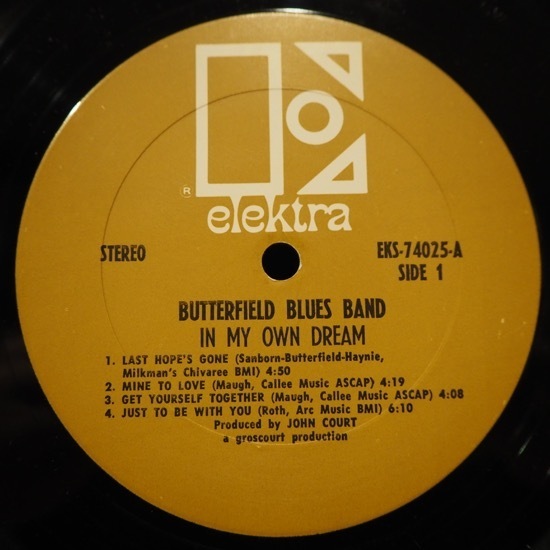 ®
elektra
STEREO
EKS-74025-A
SIDE 1
BUTTERFIELD BLUES BAND
IN MY OWN DREAM
1. LAST HOPE'S GONE (Sanborn-Butterfield-Haynie,
Milkman's Chivaree BMI) 4:50
2. MINE TO LOVE (Maugh, Callee Music ASCAP) 4:19
3. GET YOURSELF TOGETHER (Maugh, Callee Music ASCAP) 4:08
4. JUST TO BE WITH YOU (Roth, Arc Music BMI) 6:10
Produced by JOHN COURT
a groscourt production